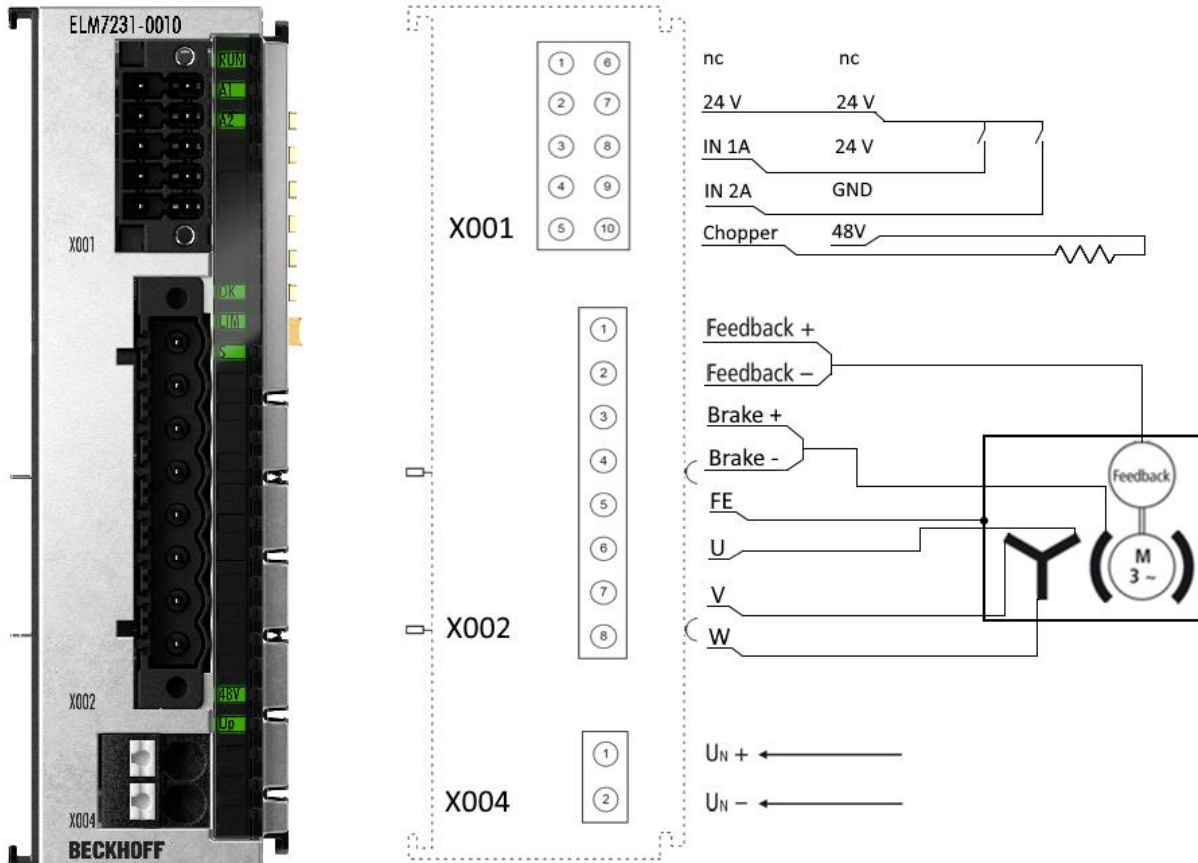 ELM7231-0010
RUN
A1
A2
X001
OK
LIM
S
X002
48V
Up
X004
BECKHOFF
1 6
2 7
3 8
4 9
5 10
X001
nc nc
24 V 24 V
IN 1A 24 V
IN 2A GND
Chopper 48V
1
2
3
4
5
6
7
8
X002
Feedback +
Feedback –
Brake +
Brake -
FE
U
V
W
Feedback
M
3 ~
1
2
X004
UN +
UN –